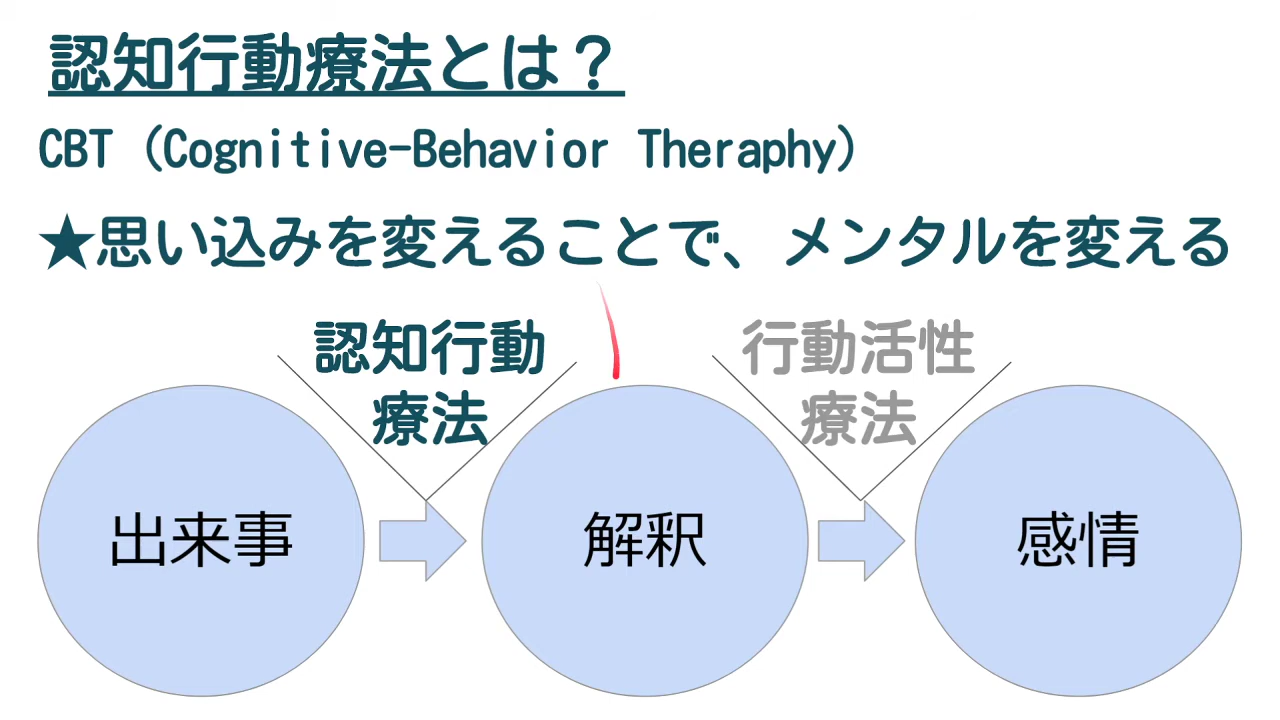 認知行動療法とは？
CBT（Cognitive-Behavior Theraphy）
★思い込みを変えることで、メンタルを変える
認知行動
療法
行動活性
療法
出来事
解釈
感情